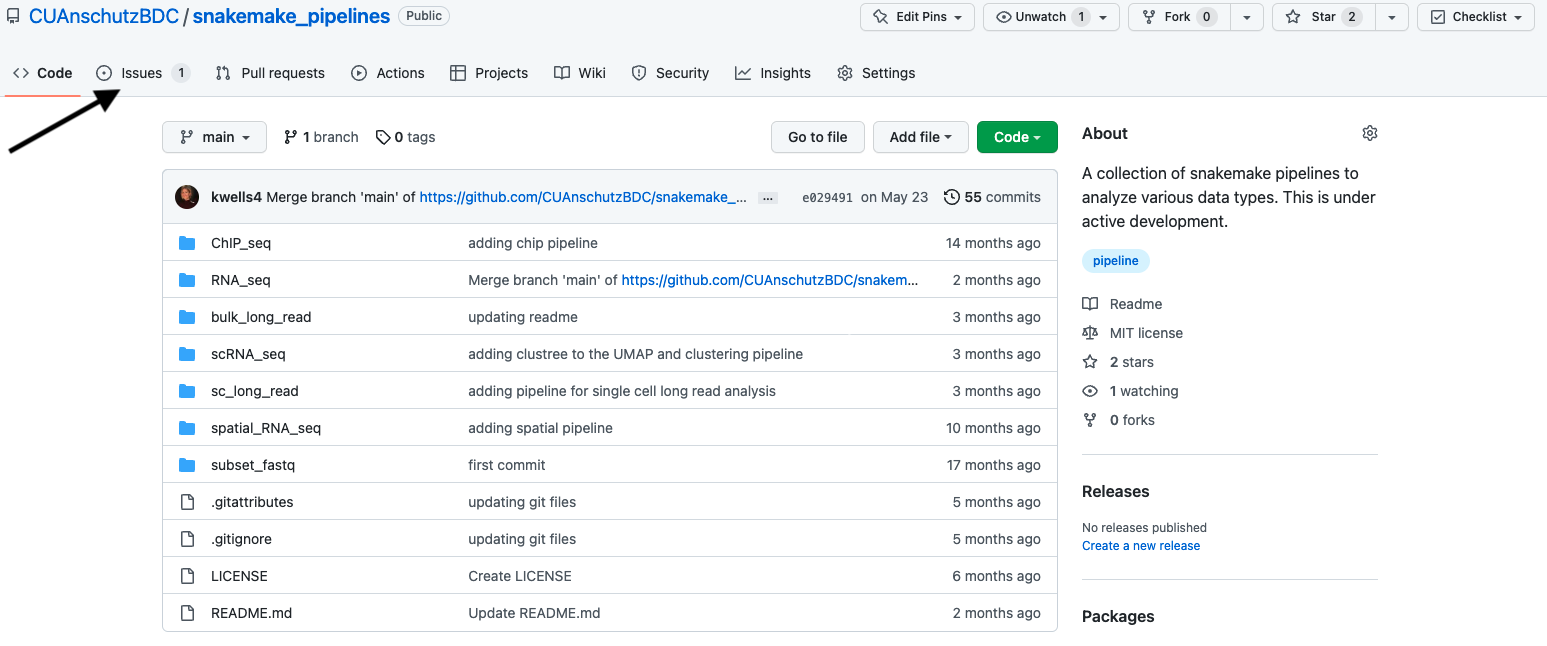 CUAnschutzBDC / snakemake_pipelines Public Edit Pins Unwatch 1 Fork 0 Star 2 Checklist
Code Issues 1 Pull requests Actions Projects Wiki Security Insights Settings
main 1 branch 0 tags Go to file Add file Code
kwells4 Merge branch 'main' of https://github.com/CUAnschutzBDC/snakemake_... ... e029491 on May 23 55 commits
ChIP_seq adding chip pipeline 14 months ago
RNA_seq Merge branch 'main' of https://github.com/CUAnschutzBDC/snakem... 2 months ago
bulk_long_read updating readme 3 months ago
scRNA_seq adding clustree to the UMAP and clustering pipeline 3 months ago
sc_long_read adding pipeline for single cell long read analysis 3 months ago
spatial_RNA_seq adding spatial pipeline 10 months ago
subset_fastq first commit 17 months ago
.gitattributes updating git files 5 months ago
.gitignore updating git files 5 months ago
LICENSE Create LICENSE 6 months ago
README.md Update README.md 2 months ago
About
A collection of snakemake pipelines to
analyze various data types. This is under
active development.
pipeline
Readme
MIT license
2 stars
1 watching
0 forks
Releases
No releases published
Create a new release
Packages